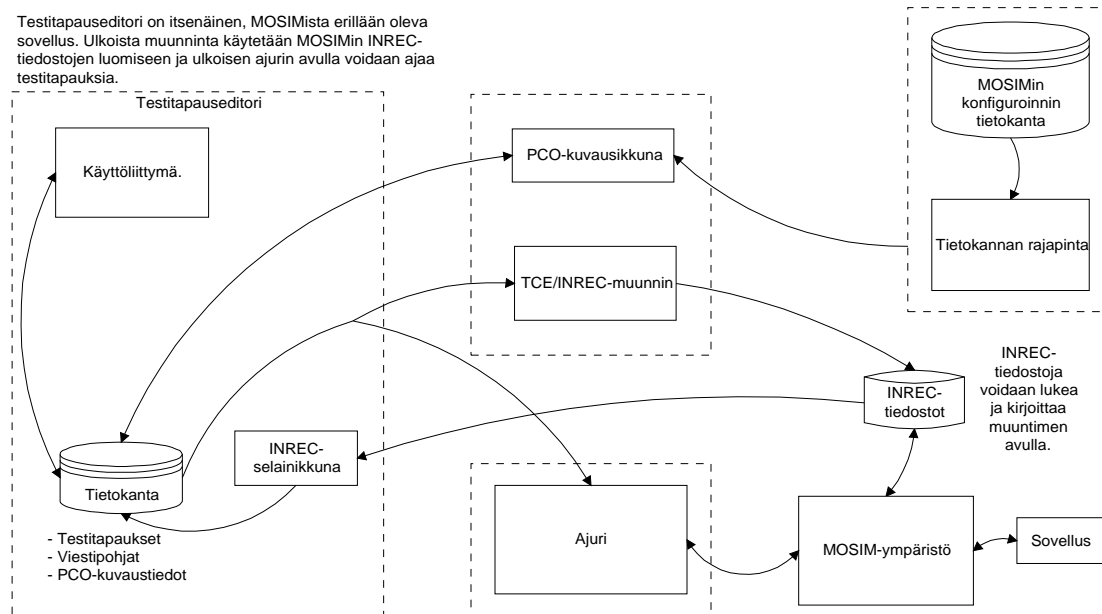 Testitapauseditori on itsenäinen, MOSIMista erillään oleva
sovellus. Ulkoista muunninta käytetään MOSIMin INREC-
tiedostojen luomiseen ja ulkoisen ajurin avulla voidaan ajaa
testitapauksia.
Testitapauseditori
Käyttöliittymä.
PCO-kuvausikkuna
MOSIMin
konfiguroinnin
tietokanta
Tietokannan rajapinta
TCE/INREC-muunnin
INREC-
tiedostot
INREC-
tiedostoja
voidaan lukea
ja kirjoittaa
muuntimen
avulla.
INREC-
selainikkuna
Tietokanta
- Testitapaukset
- Viestipohjat
- PCO-kuvaustiedot
Ajuri
MOSIM-ympäristö
Sovellus